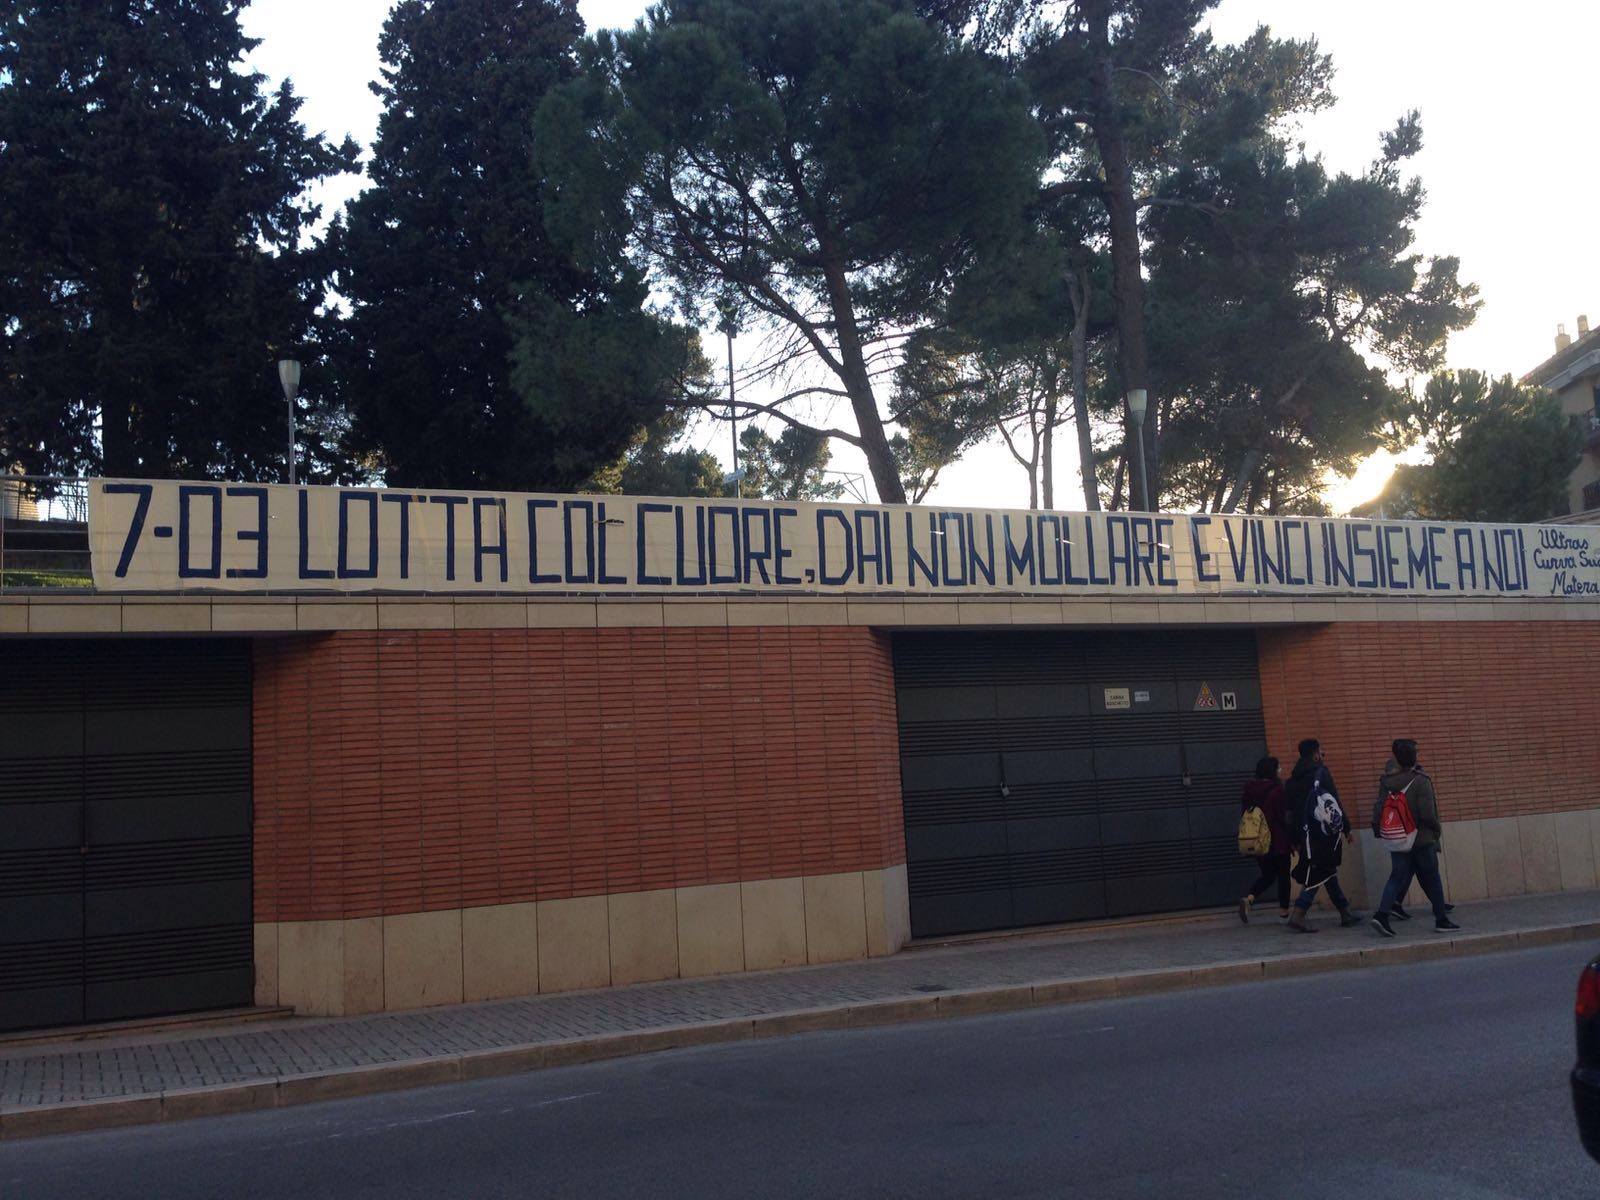 7-03 LOTTA COL CUORE, DAI NON MOLLARE E VINCI INSIEME A NOI
Ultras
Curva Sud
Matera
M